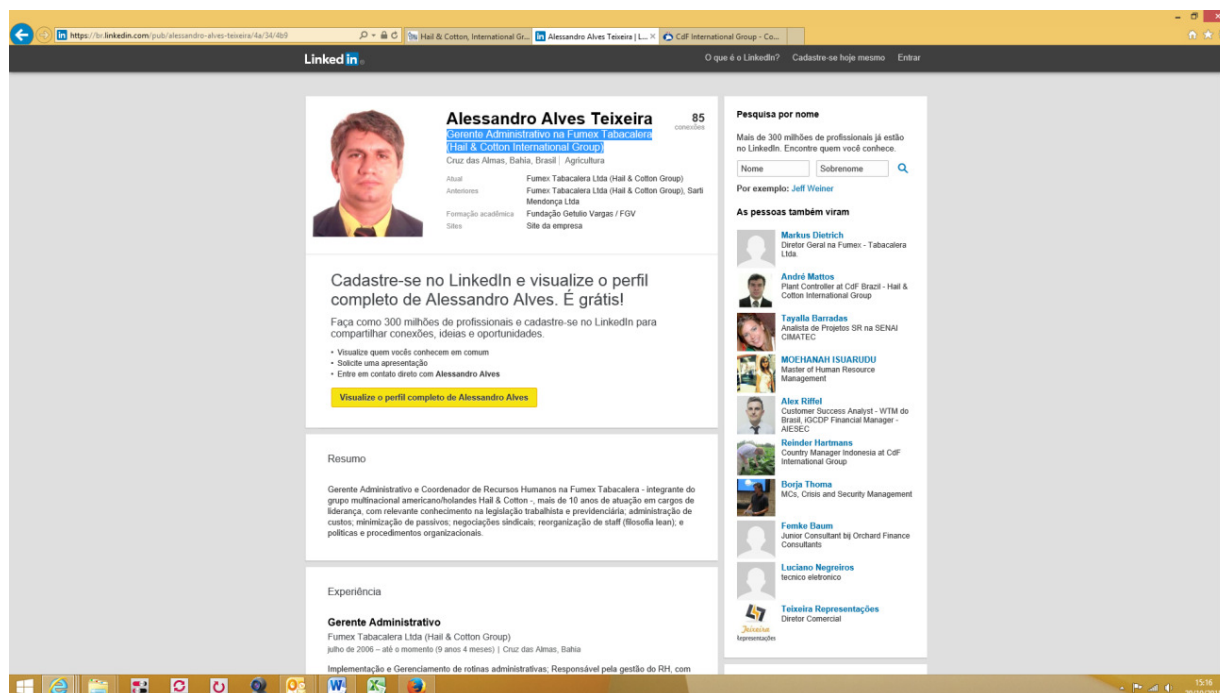 https://br.linkedin.com/pub/alessandro-alves-teixeira/4a/34/4b9
Hail & Cotton, International Gr...
Alessandro Alves Teixeira | L...
CdF International Group - Co...
Linked in
O que é o LinkedIn? Cadastre-se hoje mesmo Entrar
Alessandro Alves Teixeira
85
conexões
Gerente Administrativo na Fumex Tabacalera
(Hail & Cotton International Group)
Cruz das Almas, Bahia, Brasil | Agricultura
Atual Fumex Tabacalera Ltda (Hail & Cotton Group)
Anteriores Fumex Tabacalera Ltda (Hail & Cotton Group), Sarti
Mendonça Ltda
Formação acadêmica Fundação Getulio Vargas / FGV
Sites Site da empresa
Cadastre-se no LinkedIn e visualize o perfil
completo de Alessandro Alves. É grátis!
Faça como 300 milhões de profissionais e cadastre-se no LinkedIn para
compartilhar conexões, ideias e oportunidades.
• Visualize quem vocês conhecem em comum
• Solicite uma apresentação
• Entre em contato direto com Alessandro Alves
Visualize o perfil completo de Alessandro Alves
Resumo
Gerente Administrativo e Coordenador de Recursos Humanos na Fumex Tabacalera - integrante do
grupo multinacional americano/holandes Hail & Cotton -, mais de 10 anos de atuação em cargos de
liderança, com relevante conhecimento na legislação trabalhista e previdenciária; administração de
custos; minimização de passivos; negociações sindicais; reorganização de staff (filosofia lean); e
politicas e procedimentos organizacionais.
Experiência
Gerente Administrativo
Fumex Tabacalera Ltda (Hail & Cotton Group)
julho de 2006 – até o momento (9 anos 4 meses) | Cruz das Almas, Bahia
Implementação e Gerenciamento de rotinas administrativas; Responsável pela gestão do RH, com
Pesquisa por nome
Mais de 300 milhões de profissionais já estão
no LinkedIn. Encontre quem você conhece.
Nome Sobrenome
Por exemplo: Jeff Weiner
As pessoas também viram
Markus Dietrich
Diretor Geral na Fumex - Tabacalera
Ltda.
André Mattos
Plant Controller at CdF Brazil - Hail &
Cotton International Group
Tayalla Barradas
Analista de Projetos SR na SENAI
CIMATEC
MOEHANAH ISUARUDU
Master of Human Resource
Management
Alex Riffel
Customer Success Analyst - WTM do
Brasil, iGCDP Financial Manager -
AIESEC
Reinder Hartmans
Country Manager Indonesia at CdF
International Group
Borja Thoma
MCs, Crisis and Security Management
Femke Baum
Junior Consultant bij Orchard Finance
Consultants
Luciano Negreiros
tecnico eletronico
Teixeira Representações
Diretor Comercial
Teixeira
Representações
15:16